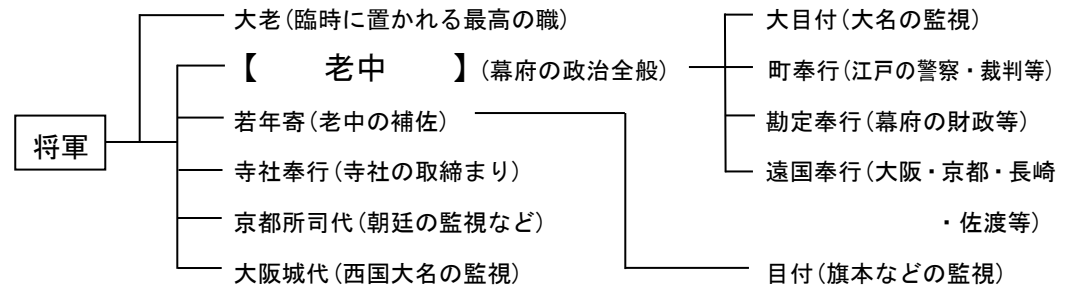 大老(臨時に置かれる最高の職)
【　　老中　　】(幕府の政治全般)
若年寄(老中の補佐)
将軍
寺社奉行(寺社の取締まり)
京都所司代(朝廷の監視など)
大阪城代(西国大名の監視)
大目付(大名の監視)
町奉行(江戸の警察・裁判等)
勘定奉行(幕府の財政等)
遠国奉行(大阪・京都・長崎
・佐渡等)
目付(旗本などの監視)